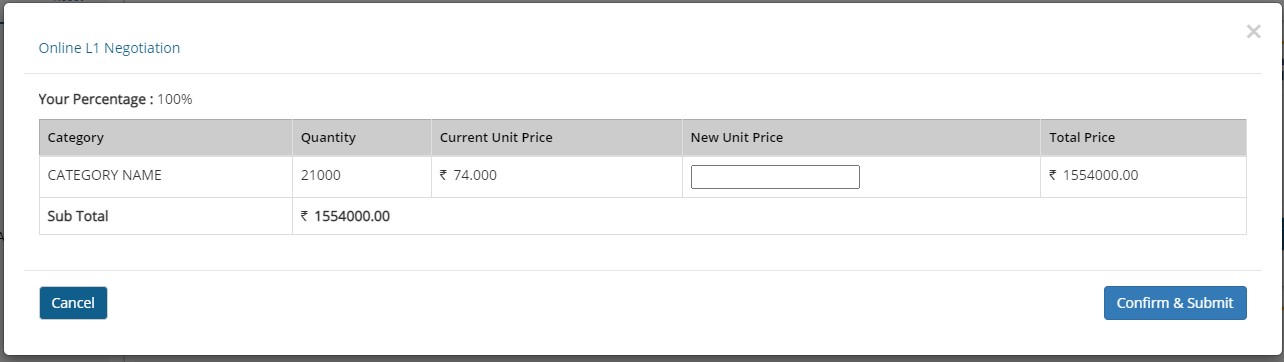 Online L1 Negotiation
×
Your Percentage : 100%
Category Quantity Current Unit Price New Unit Price Total Price
CATEGORY NAME 21000 ₹ 74.000 ₹ 1554000.00
Sub Total ₹ 1554000.00
Cancel Confirm & Submit